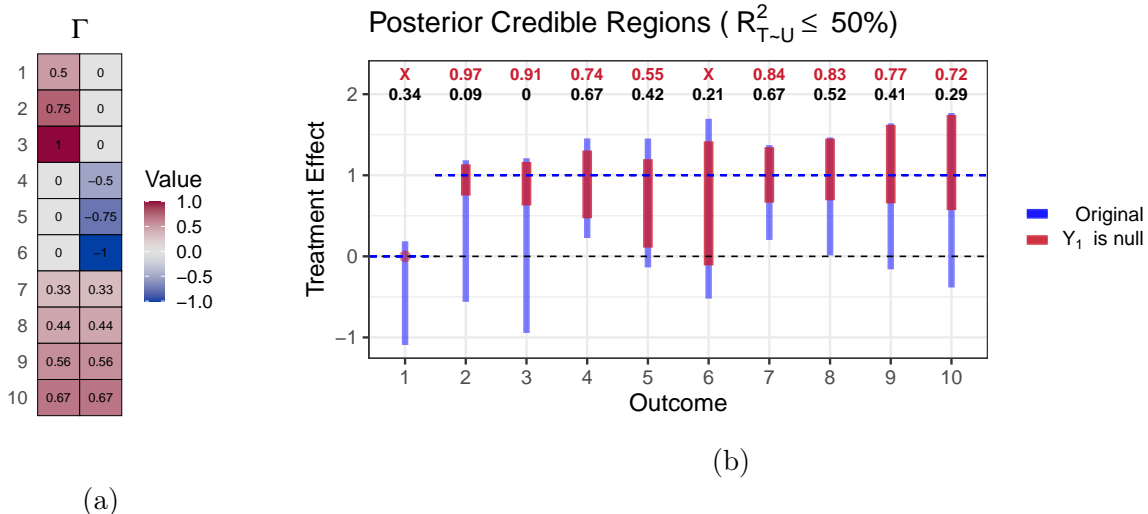 Γ
1 0.5 0
2 0.75 0
3 1 0
4 0 −0.5
5 0 −0.75
6 0 −1
7 0.33 0.33
8 0.44 0.44
9 0.56 0.56
10 0.67 0.67
Value
1.0
0.5
0.0
−0.5
−1.0
(a)
Posterior Credible Regions ( R²_T~U ≤ 50%)
X 0.97 0.91 0.74 0.55 X 0.84 0.83 0.77 0.72
0.34 0.09 0 0.67 0.42 0.21 0.67 0.52 0.41 0.29
Treatment Effect
2
1
0
−1
1 2 3 4 5 6 7 8 9 10
Outcome
Original
Y₁ is null
(b)